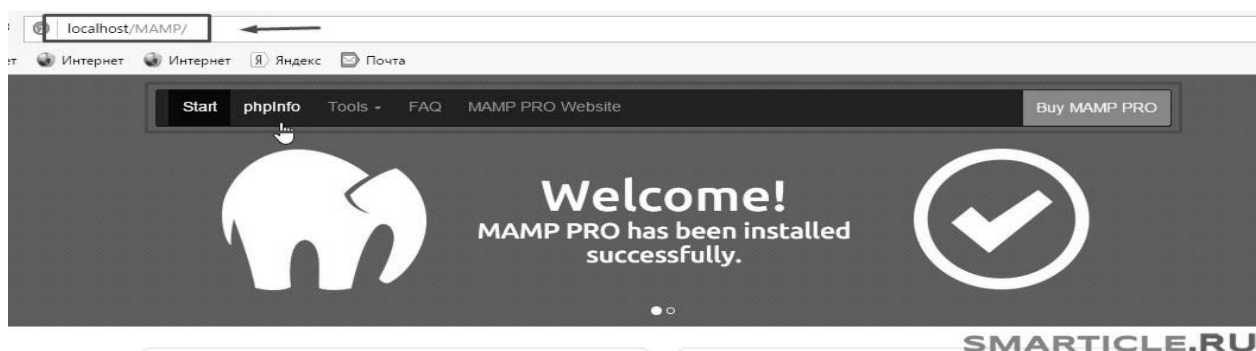 localhost/MAMP/
Интернет Интернет Яндекс Почта
Start phpInfo Tools FAQ MAMP PRO Website Buy MAMP PRO
Welcome!
MAMP PRO has been installed
successfully.
SMARTICLE.RU